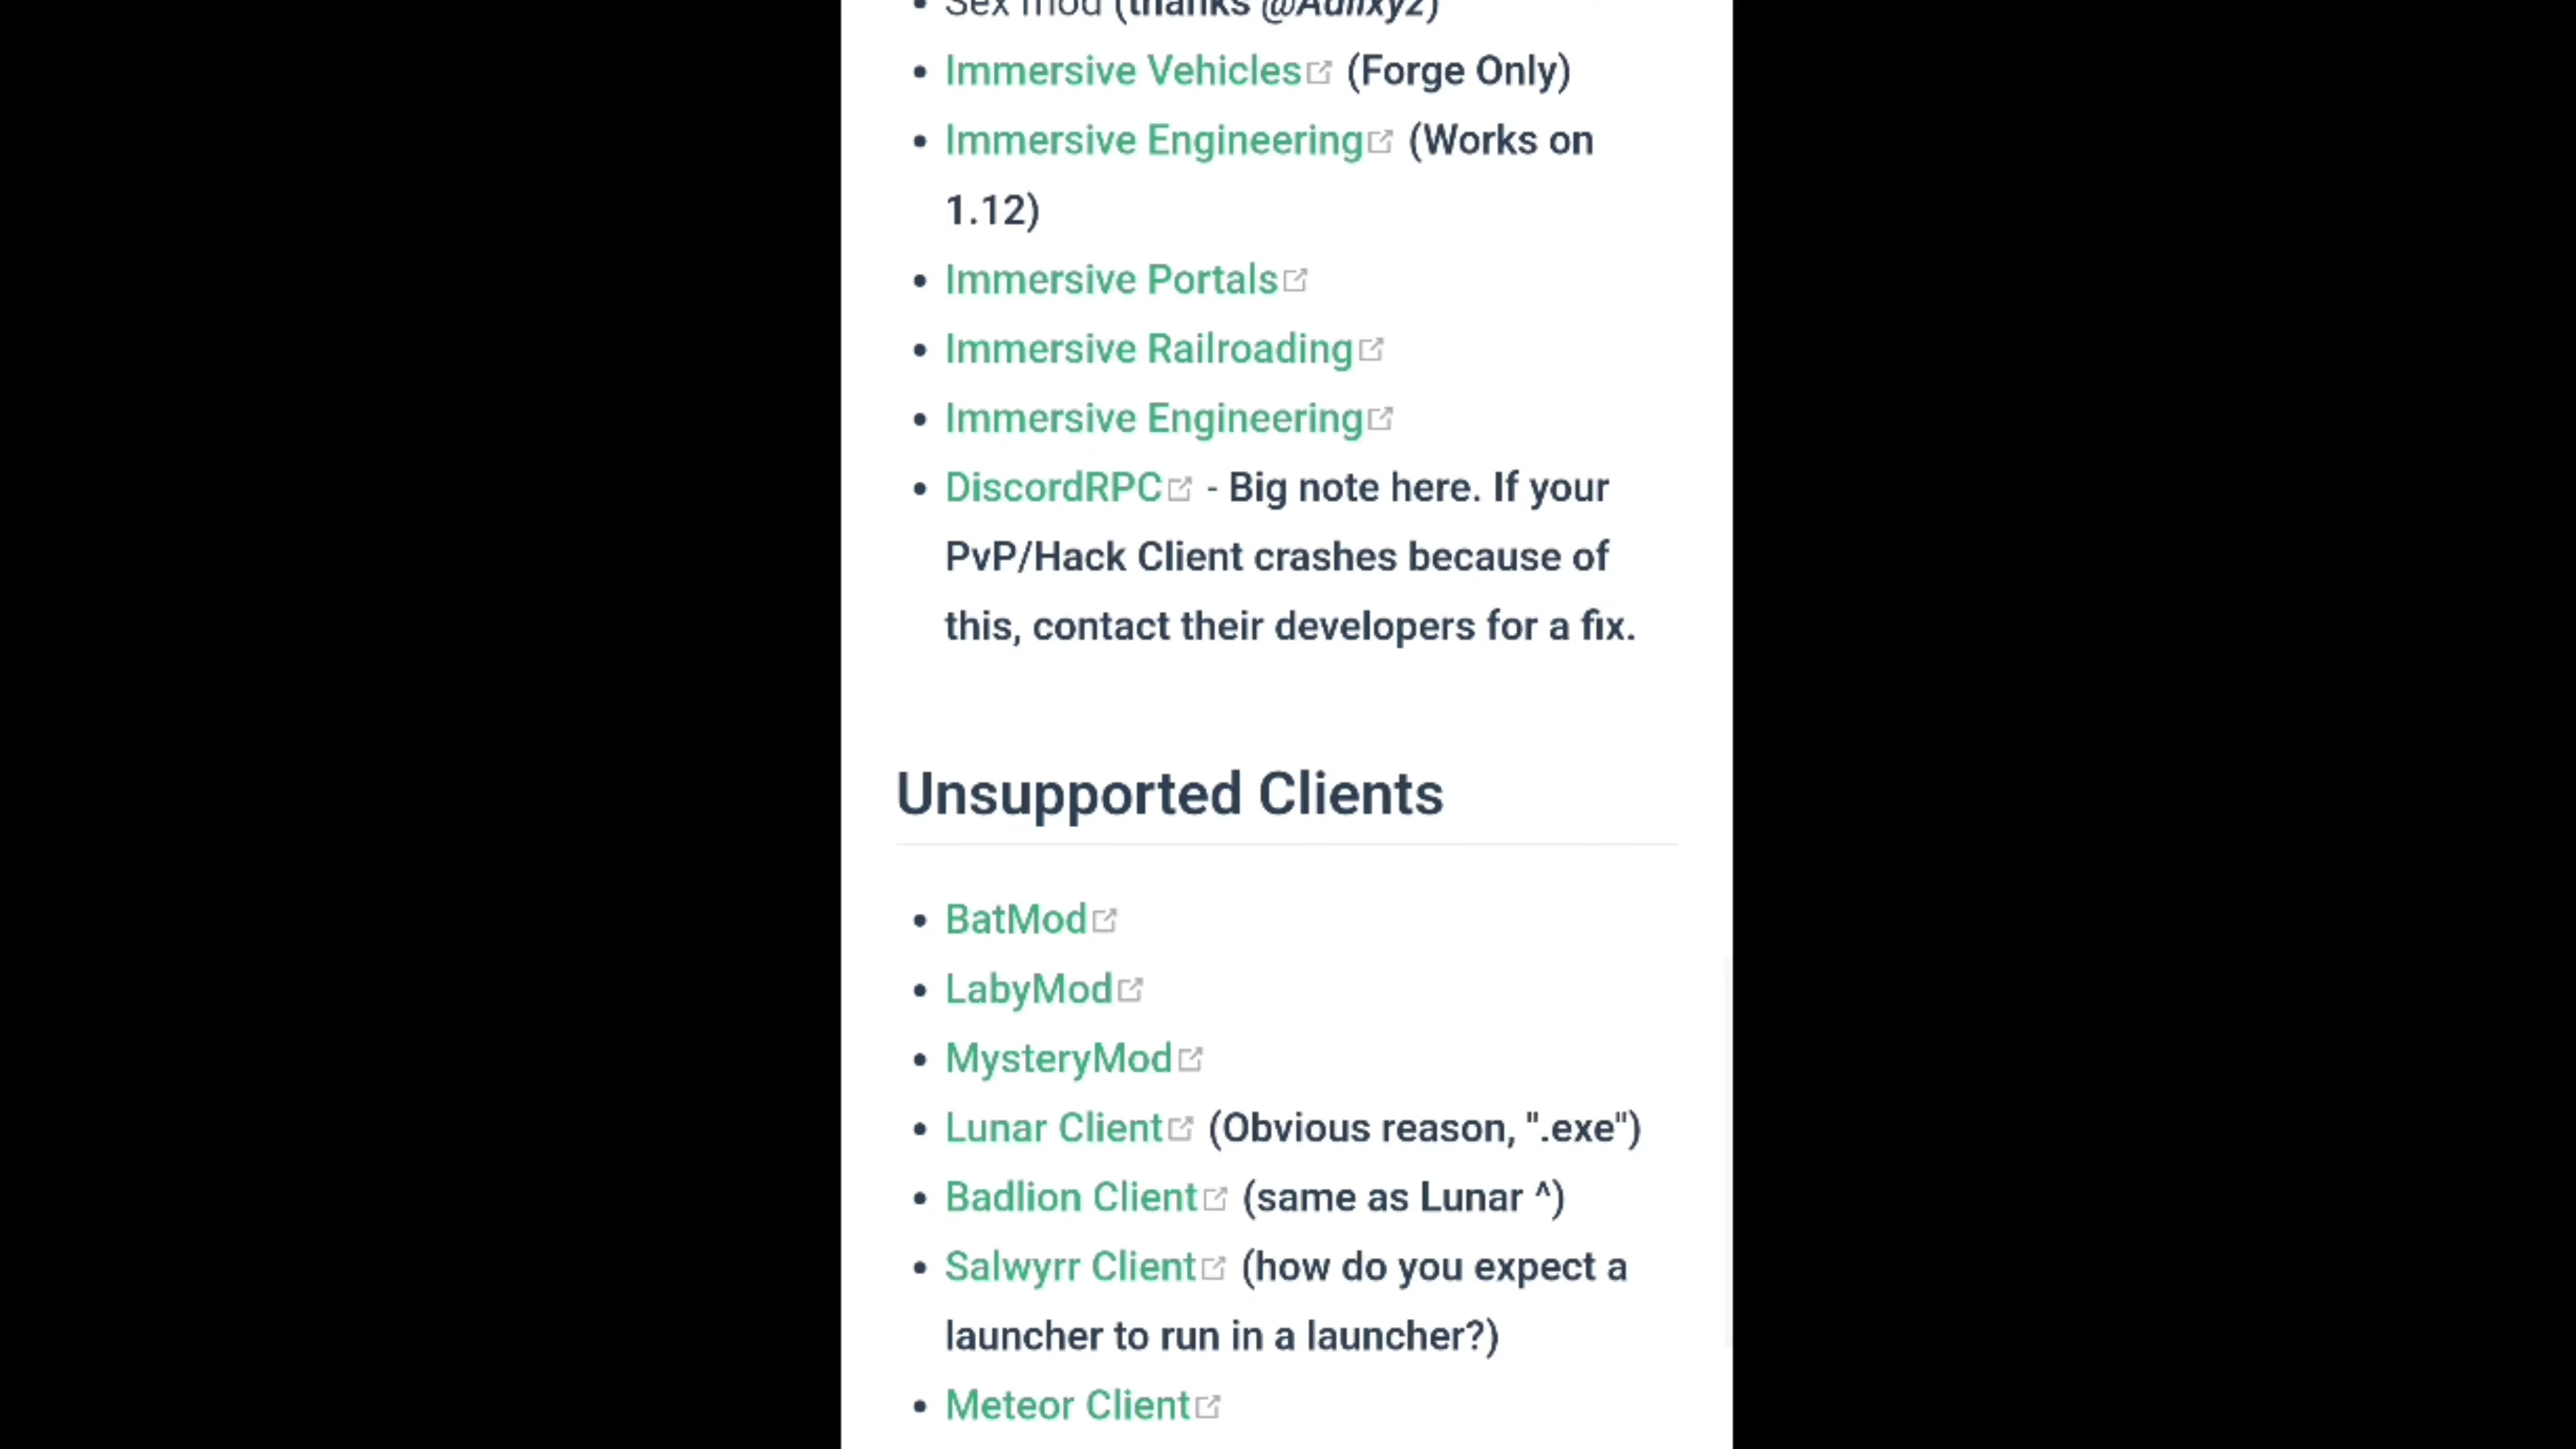 Sex mod (thanks
Immersive Vehicles (Forge Only)
Immersive Engineering (Works on
1.12)
Immersive Portals
Immersive Railroading
Immersive Engineering
DiscordRPC - Big note here. If your
PvP/Hack Client crashes because of
this, contact their developers for a fix.
Unsupported Clients
BatMod
LabyMod
MysteryMod
Lunar Client (Obvious reason, ".exe")
Badlion Client (same as Lunar ^)
Salwyrr Client (how do you expect a
launcher to run in a launcher?)
Meteor Client